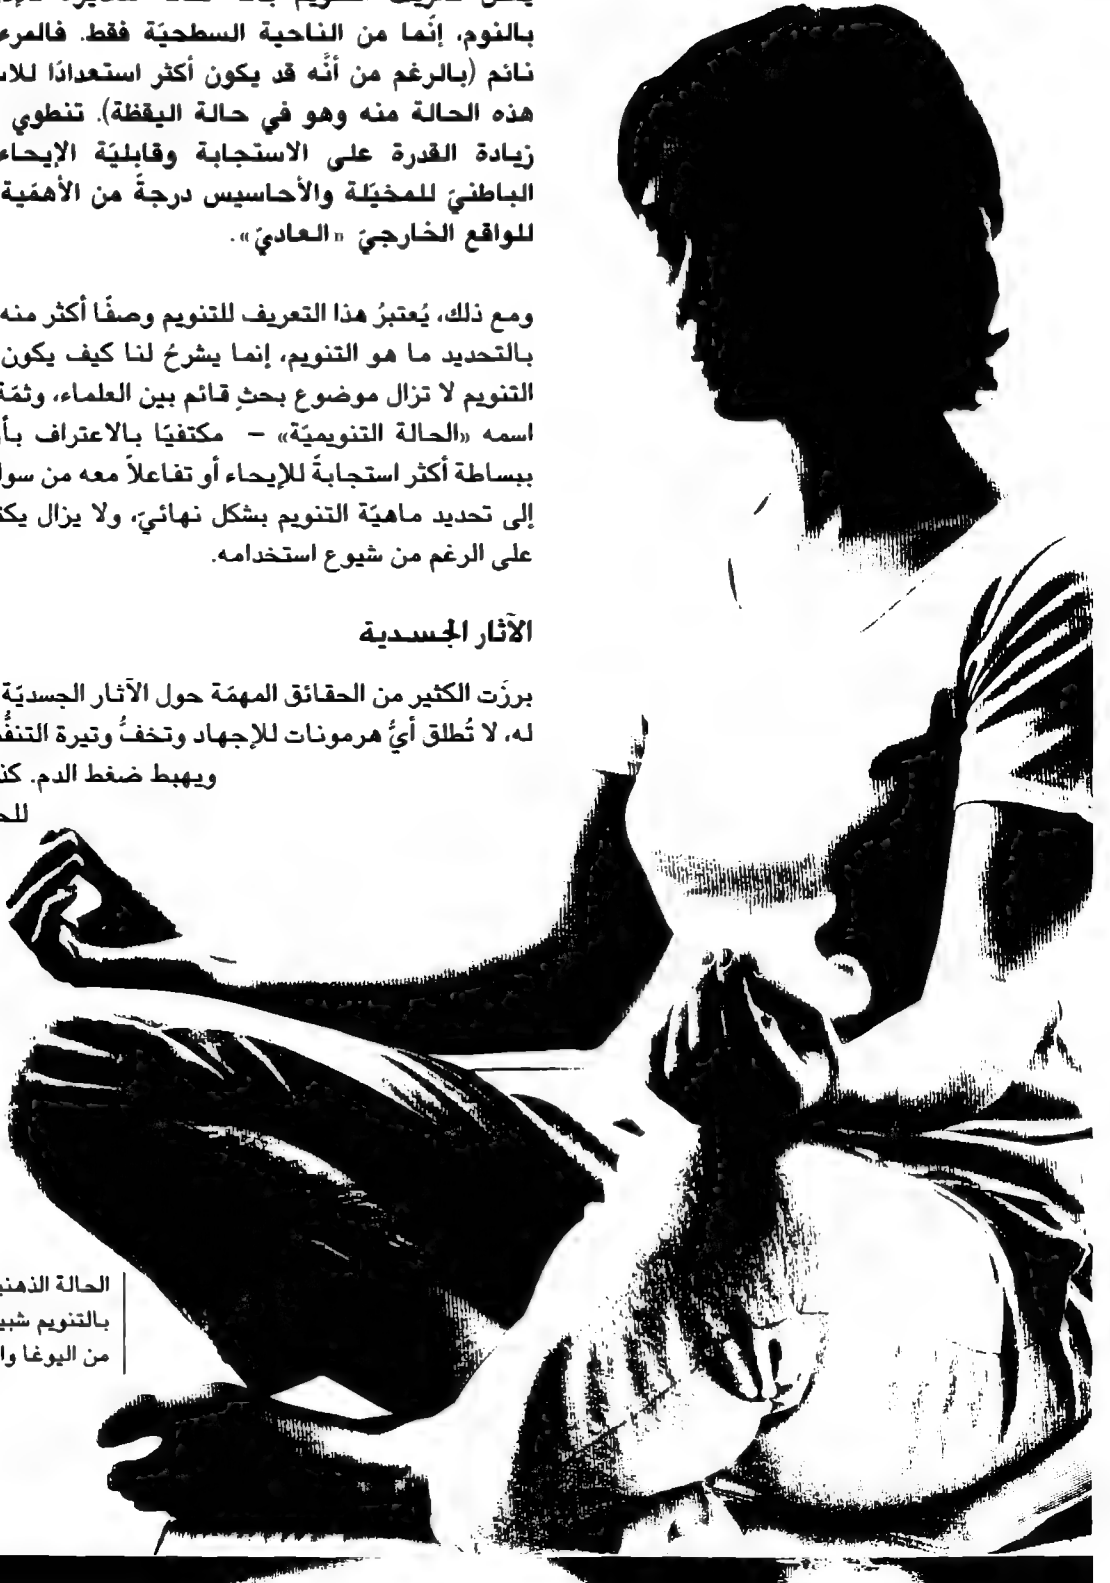 بالنوم، إنّما من الناحية السطحيّة فقط. فالمرء
نائم (بالرغم من أنَّه قد يكون أكثر استعدادًا للا
هذه الحالة منه وهو في حالة اليقظة). تنطوي
زيادة القدرة على الاستجابة وقابليّة الإيحاء
الباطنيّ للمخيّلة والأحاسيس درجةً من الأهمّية
للواقع الخارجيّ «العاديّ».
ومع ذلك، يُعتبرُ هذا التعريف للتنويم وصفًا أكثر منه
بالتحديد ما هو التنويم، إنما يشرحُ لنا كيف يكون
التنويم لا تزال موضوع بحثٍ قائم بين العلماء، وثمّة
اسمه «الحالة التنويميّة» – مكتفيًا بالاعتراف بأ
ببساطة أكثر استجابةً للإيحاء أو تفاعلاً معه من سوا
إلى تحديد ماهيّة التنويم بشكل نهائيّ، ولا يزال يكت
على الرغم من شيوع استخدامه.
الآثار الجسدية
برزَت الكثير من الحقائق المهمّة حول الآثار الجسديّة
له، لا تُطلق أيُّ هرمونات للإجهاد وتخفُّ وتيرة التنفُّ
ويهبط ضغط الدم. كذ
للح
الحالة الذهني
بالتنويم شبي
من اليوغا وا